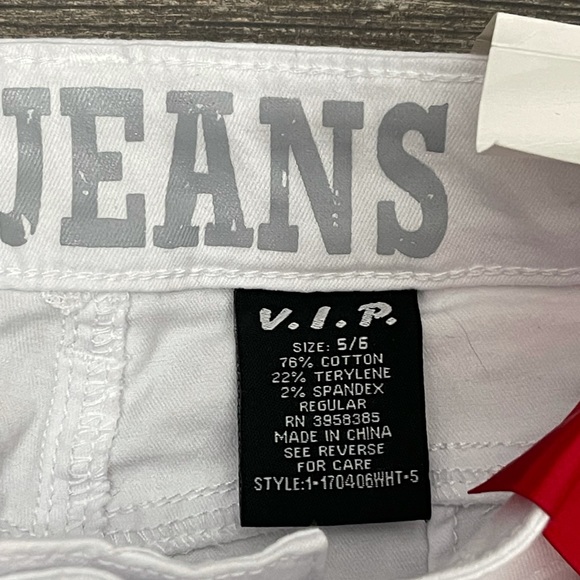 JEANS
V.I.P.
SIZE: 5/6
76% COTTON
22% TERYLENE
2% SPANDEX
REGULAR
RN 3958385
MADE IN CHINA
SEE REVERSE
FOR CARE
STYLE:1-170406WHT-5